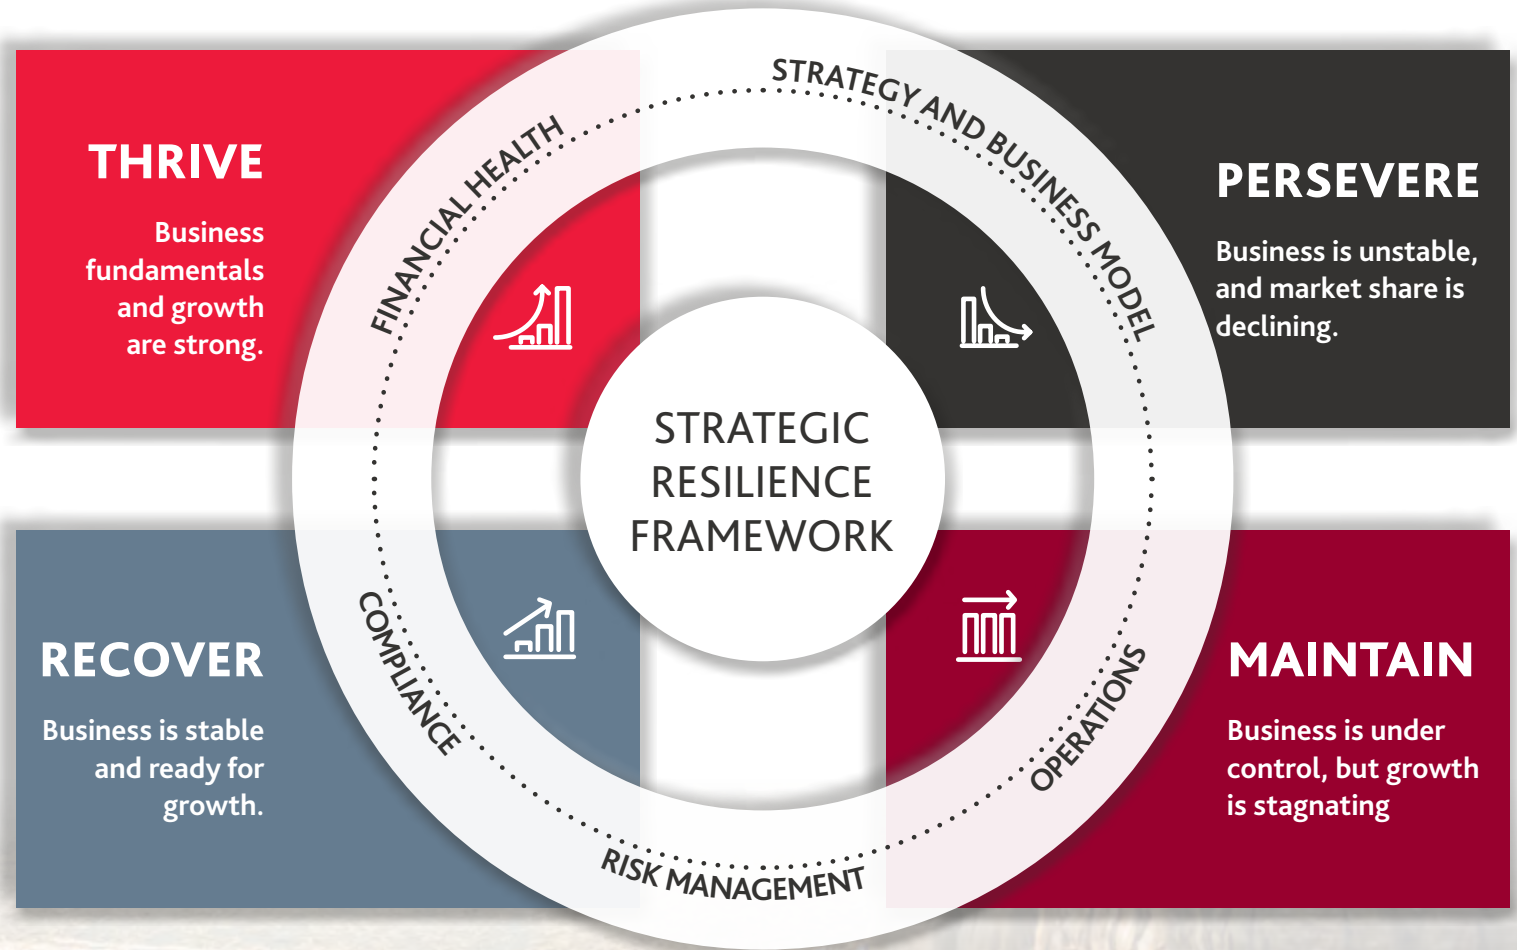 THRIVE
Business
fundamentals
and growth
are strong.
FINANCIAL HEALTH
STRATEGY AND BUSINESS MODEL
PERSEVERE
Business is unstable,
and market share is
declining.
STRATEGIC
RESILIENCE
FRAMEWORK
RECOVER
Business is stable
and ready for
growth.
COMPLIANCE
RISK MANAGEMENT
OPERATIONS
MAINTAIN
Business is under
control, but growth
is stagnating